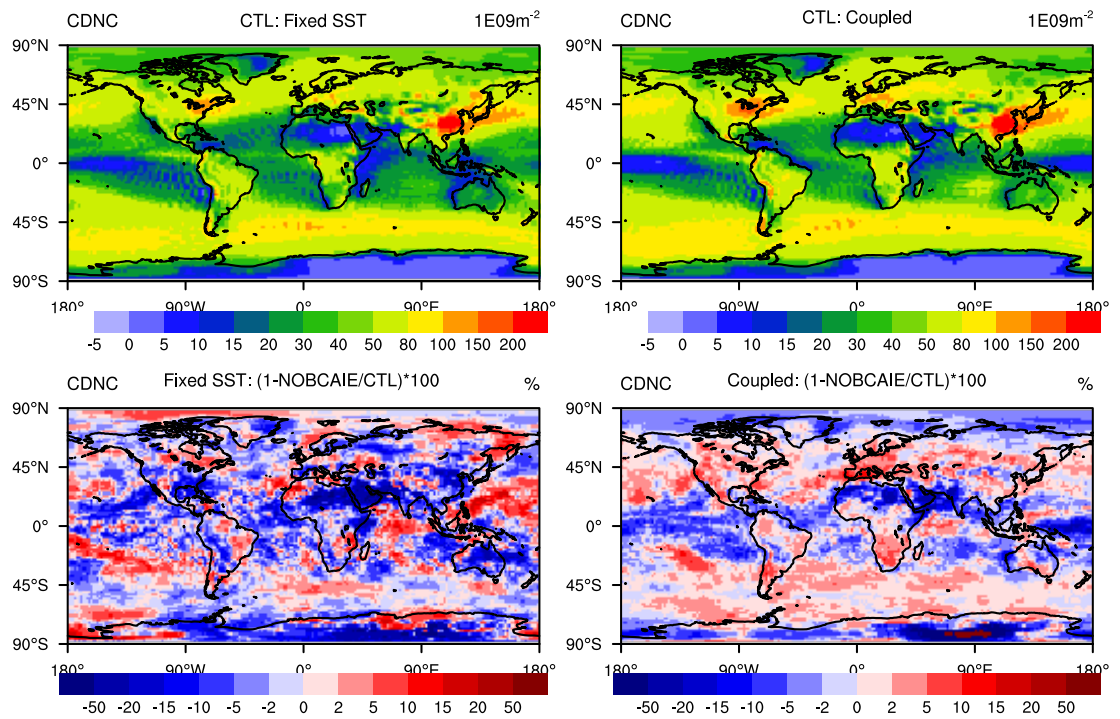 CDNC CTL: Fixed SST 1E09m-2
90°N
45°N
0°
45°S
90°S
180° 90°W 0° 90°E 180°
-5 0 5 10 15 20 30 40 50 80 100 150 200
CDNC CTL: Coupled 1E09m-2
90°N
45°N
0°
45°S
90°S
180° 90°W 0° 90°E 180°
-5 0 5 10 15 20 30 40 50 80 100 150 200
CDNC Fixed SST: (1-NOBCAIE/CTL)*100 %
90°N
45°N
0°
45°S
90°S
180° 90°W 0° 90°E 180°
-50 -20 -15 -10 -5 -2 0 2 5 10 15 20 50
CDNC Coupled: (1-NOBCAIE/CTL)*100 %
90°N
45°N
0°
45°S
90°S
180° 90°W 0° 90°E 180°
-50 -20 -15 -10 -5 -2 0 2 5 10 15 20 50